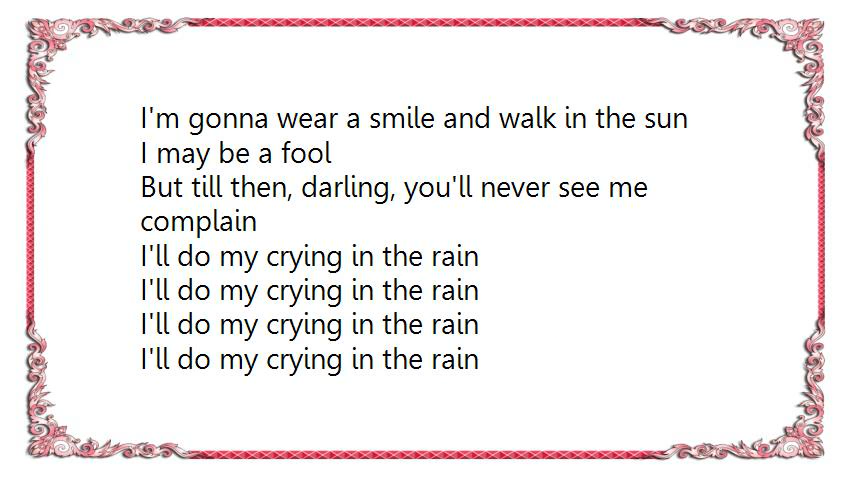 I'm gonna wear a smile and walk in the sun
I may be a fool
But till then, darling, you'll never see me
complain
I'll do my crying in the rain
I'll do my crying in the rain
I'll do my crying in the rain
I'll do my crying in the rain